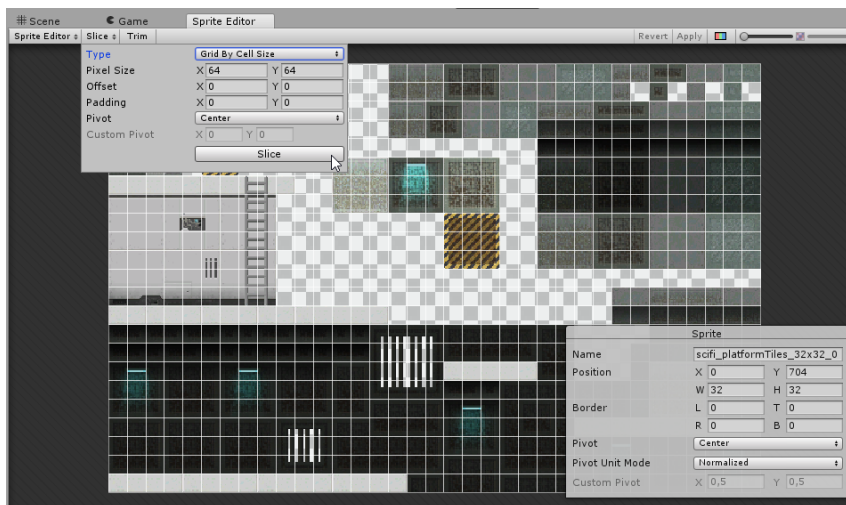 Scene Game Sprite Editor
Sprite Editor Slice Trim Revert Apply
Type Grid By Cell Size
Pixel Size X 64 Y 64
Offset X 0 Y 0
Padding X 0 Y 0
Pivot Center
Custom Pivot X 0 Y 0
Slice
Sprite
Name scifi_platformTiles_32x32_0
Position X 0 Y 704
W 32 H 32
Border L 0 T 0
R 0 B 0
Pivot Center
Pivot Unit Mode Normalized
Custom Pivot X 0,5 Y 0,5